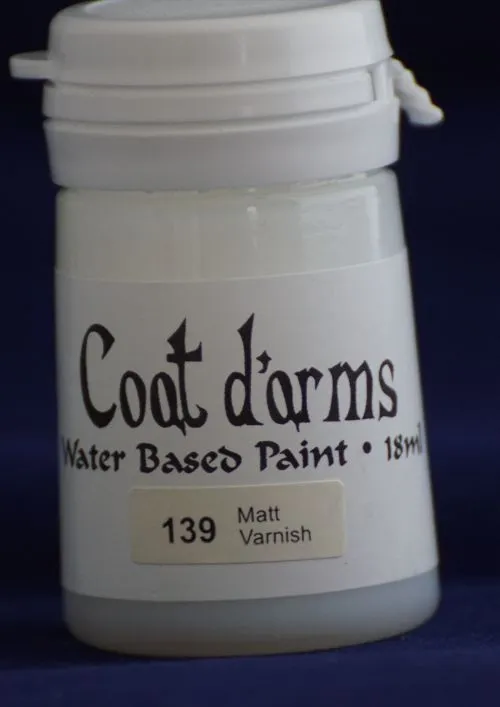 Coat d'arms
Water Based Paint • 18ml
139 Matt
Varnish